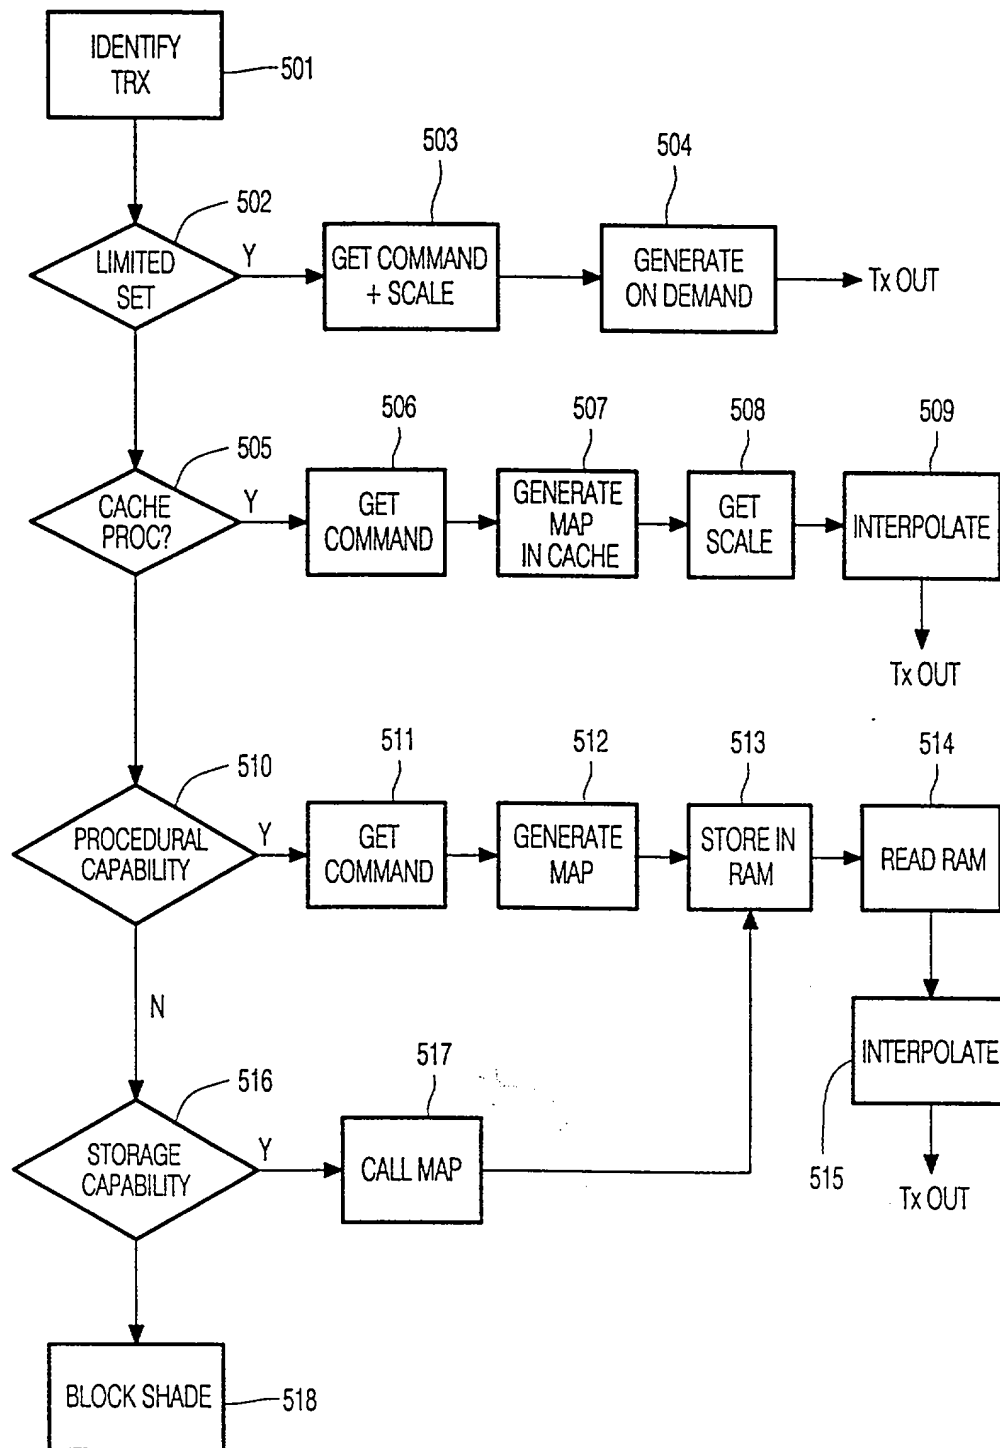 IDENTIFY
TRX
501
502
LIMITED
SET
Y
503
GET COMMAND
+ SCALE
504
GENERATE
ON DEMAND
Tx OUT
505
CACHE
PROC?
Y
506
GET
COMMAND
507
GENERATE
MAP
IN CACHE
508
GET
SCALE
509
INTERPOLATE
Tx OUT
510
PROCEDURAL
CAPABILITY
Y
511
GET
COMMAND
512
GENERATE
MAP
513
STORE IN
RAM
514
READ RAM
N
INTERPOLATE
515
Tx OUT
516
STORAGE
CAPABILITY
Y
517
CALL MAP
BLOCK SHADE
518